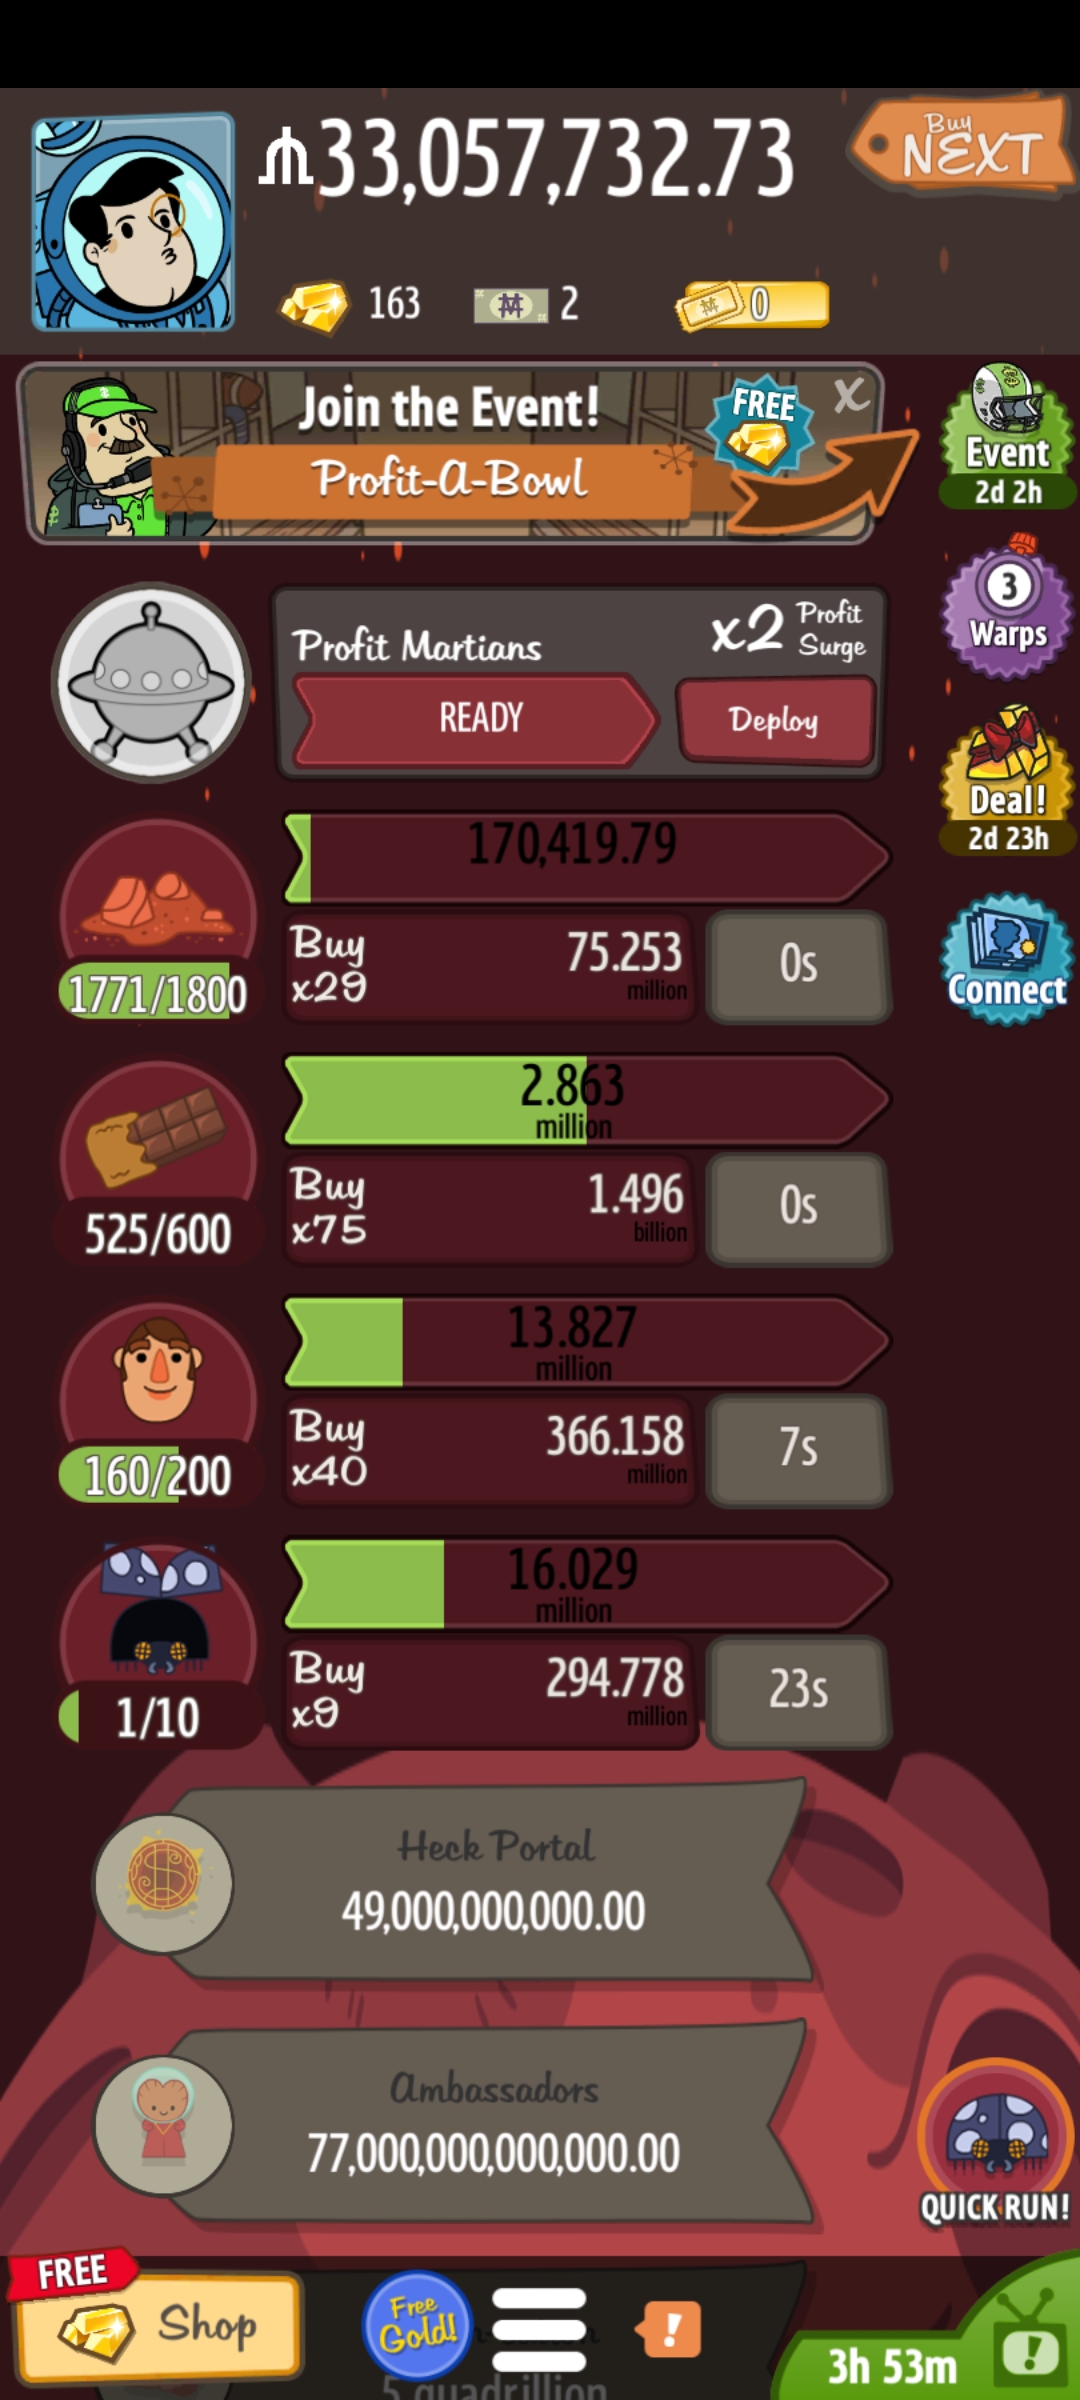 33,057,732.73
Buy
NEXT
163
2
0
Join the Event!
FREE
X
Profit-A-Bowl
Event
2d 2h
3
Warps
Profit Martians
x2 Profit Surge
READY
Deploy
Deal!
2d 23h
170,419.79
1771/1800
Buy x29
75.253 million
0s
Connect
2.863 million
525/600
Buy x75
1.496 billion
0s
13.827 million
160/200
Buy x40
366.158 million
7s
16.029 million
1/10
Buy x9
294.778 million
23s
Heck Portal
49,000,000,000.00
Ambassadors
77,000,000,000,000.00
QUICK RUN!
FREE
Shop
Free Gold!
!
!
3h 53m
5 quadrillion